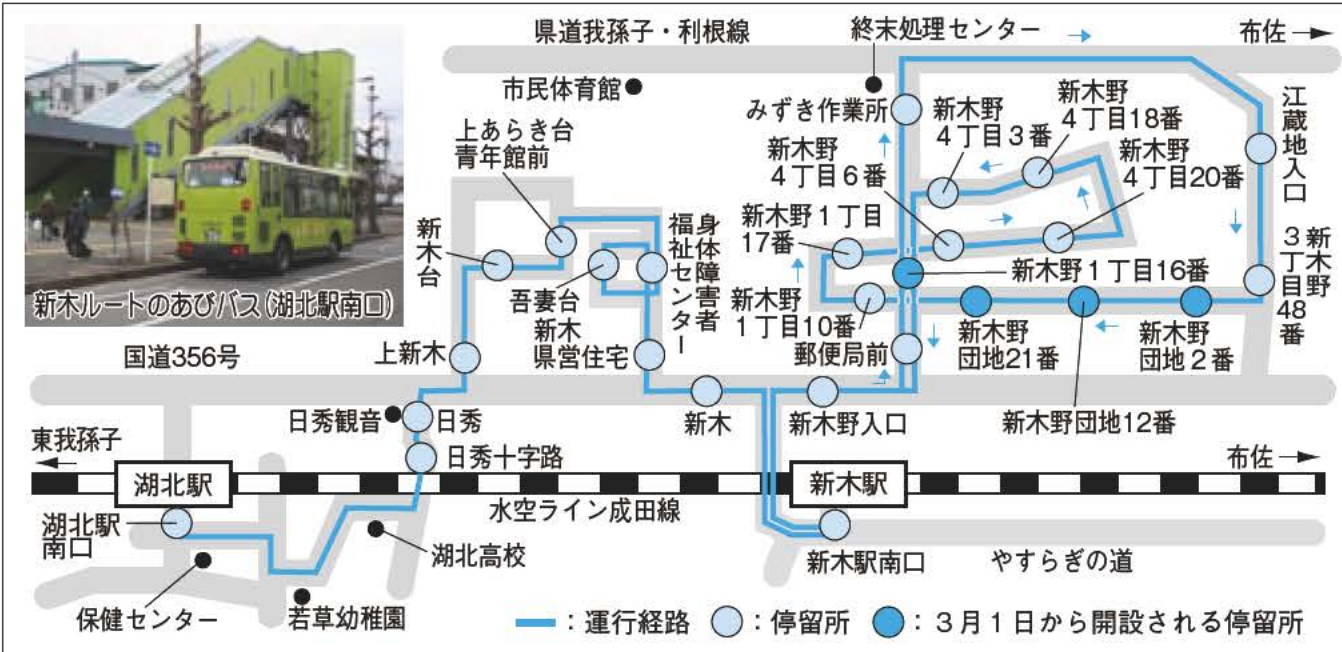 県道我孫子・利根線
終末処理センター
布佐
市民体育館
みずき作業所
新木野
4丁目3番
新木野
4丁目18番
江蔵地入口
上あらき台
青年館前
新木野
4丁目6番
新木野
4丁目20番
新木台
身体障害者
福祉センター
新木野1丁目
17番
新木野
3丁目48番
吾妻台
新木野1丁目16番
新木ルートのあびバス(湖北駅南口)
新木
県営住宅
新木野
1丁目10番
郵便局前
新木野
団地21番
新木野
団地2番
国道356号
上新木
日秀観音
日秀
新木
新木野入口
新木野団地12番
東我孫子
日秀十字路
布佐
湖北駅
新木駅
水空ライン成田線
湖北駅
南口
湖北高校
新木駅南口
やすらぎの道
保健センター
若草幼稚園
:運行経路
:停留所
:3月1日から開設される停留所